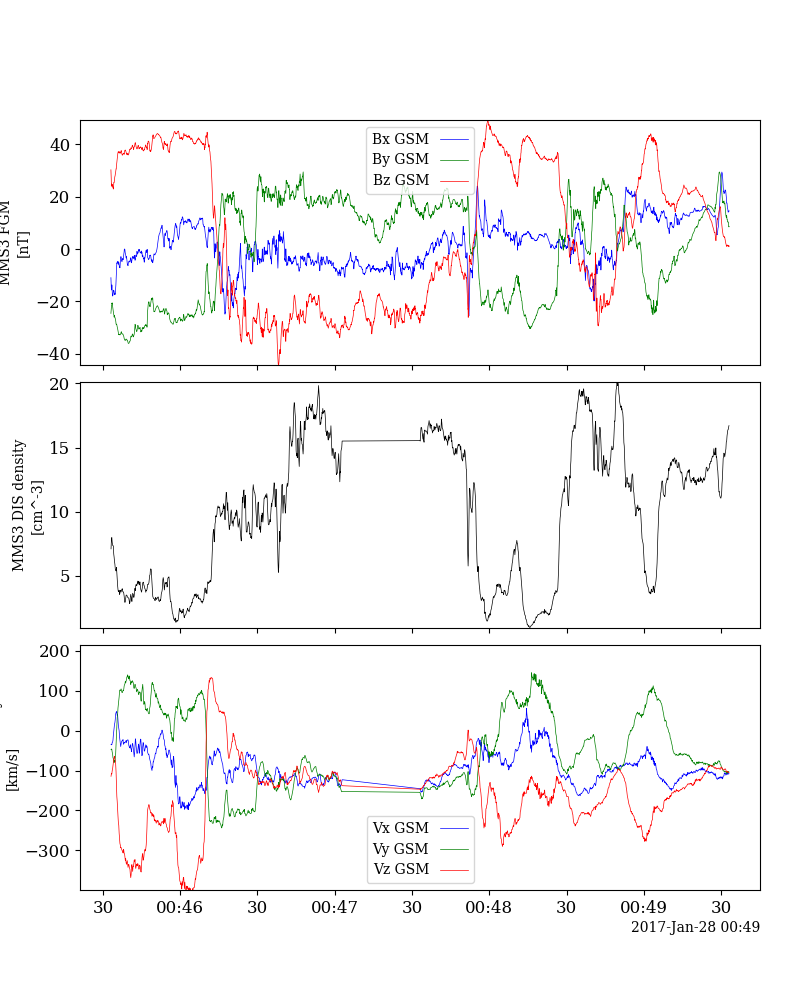 40
20
0
−20
−40
MMS3 FGM
[nT]
Bx GSM
By GSM
Bz GSM
20
15
10
5
MMS3 DIS density
[cm^-3]
200
100
0
−100
−200
−300
[km/s]
Vx GSM
Vy GSM
Vz GSM
30 00:46 30 00:47 30 00:48 30 00:49 30
2017-Jan-28 00:49